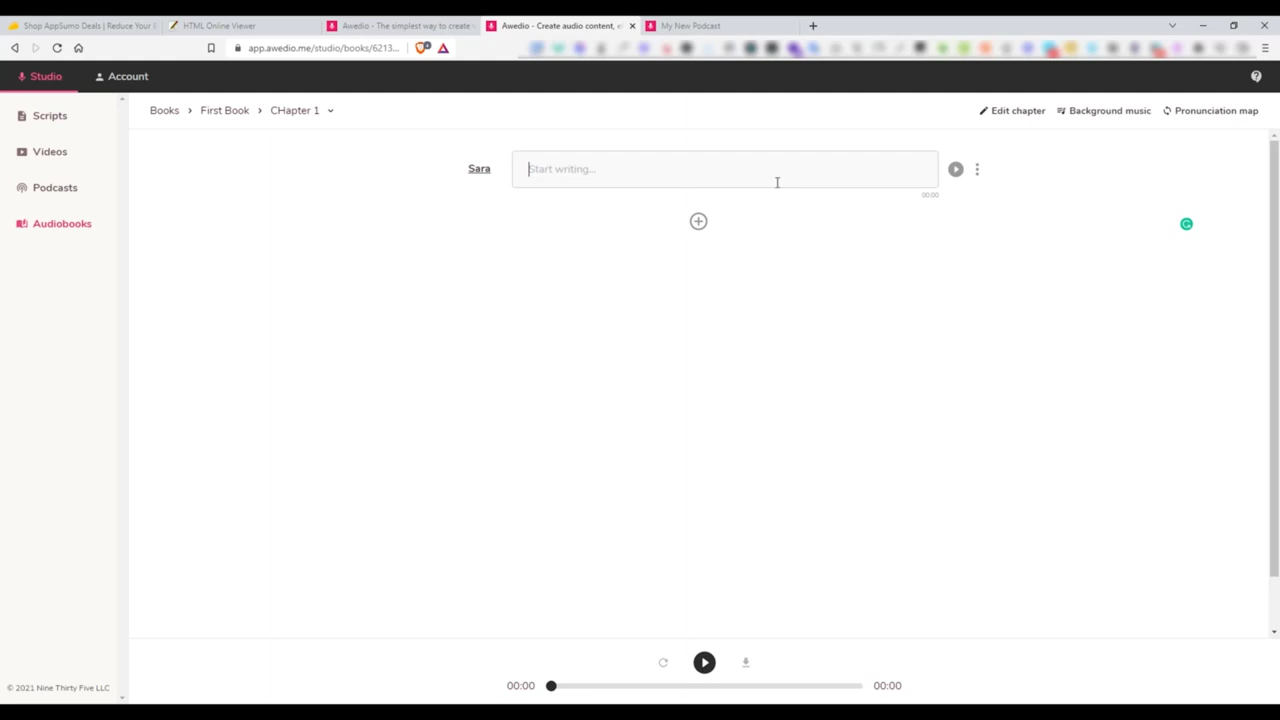 Shop AppSumo Deals | Reduce Your
HTML Online Viewer
Awedio - The simplest way to create
Awedio - Create audio content, e
My New Podcast
app.awedio.me/studio/books/6213...
Studio
Account
Scripts
Videos
Podcasts
Audiobooks
Books > First Book > CHapter 1
Edit chapter
Background music
Pronunciation map
Sara
Start writing...
00:00
00:00
00:00
© 2021 Nine Thirty Five LLC